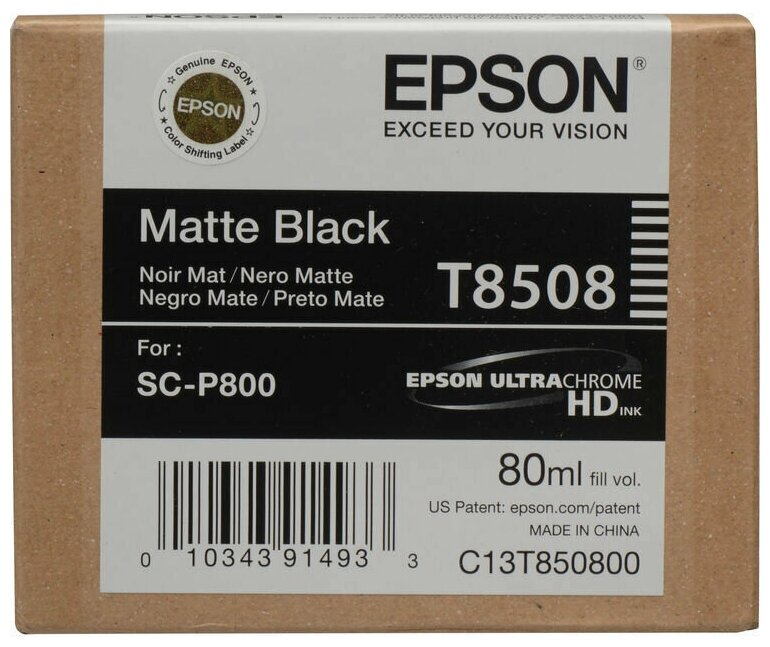 Genuine EPSON
EPSON
Color Shifting Label
EPSON®
EXCEED YOUR VISION
Matte Black
Noir Mat / Nero Matte
Negro Mate / Preto Mate
T8508
For :
SC-P800
EPSON ULTRACHROME
HD INK
80ml fill vol.
US Patent: epson.com/patent
MADE IN CHINA
0 10343 91493 3
C13T850800